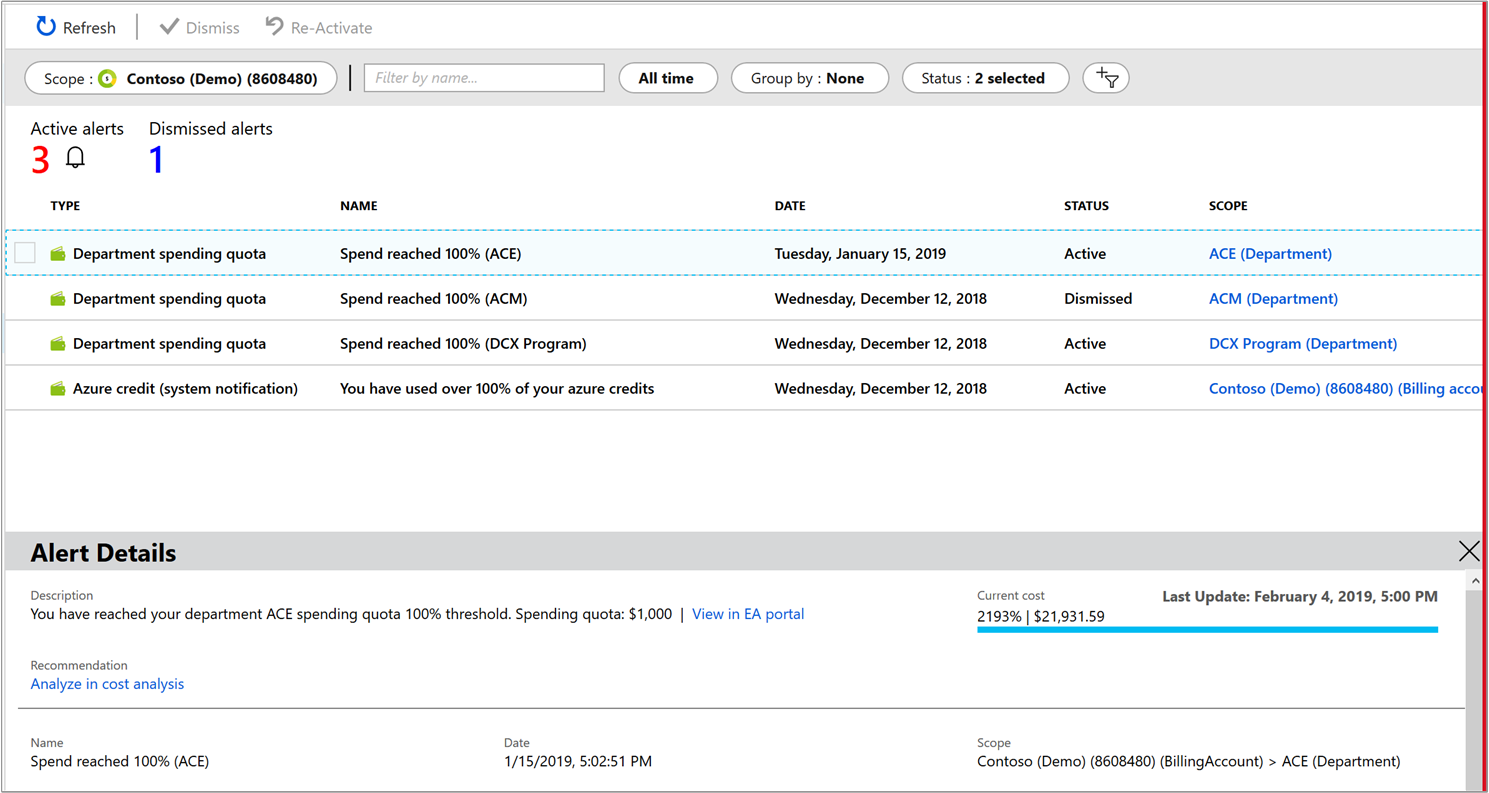 Refresh Dismiss Re-Activate
Scope : Contoso (Demo) (8608480) Filter by name... All time Group by : None Status : 2 selected
Active alerts Dismissed alerts
3 1
TYPE NAME DATE STATUS SCOPE
Department spending quota Spend reached 100% (ACE) Tuesday, January 15, 2019 Active ACE (Department)
Department spending quota Spend reached 100% (ACM) Wednesday, December 12, 2018 Dismissed ACM (Department)
Department spending quota Spend reached 100% (DCX Program) Wednesday, December 12, 2018 Active DCX Program (Department)
Azure credit (system notification) You have used over 100% of your azure credits Wednesday, December 12, 2018 Active Contoso (Demo) (8608480) (Billing accou
Alert Details
Description Current cost Last Update: February 4, 2019, 5:00 PM
You have reached your department ACE spending quota 100% threshold. Spending quota: $1,000 | View in EA portal 2193% | $21,931.59
Recommendation
Analyze in cost analysis
Name Date Scope
Spend reached 100% (ACE) 1/15/2019, 5:02:51 PM Contoso (Demo) (8608480) (BillingAccount) > ACE (Department)